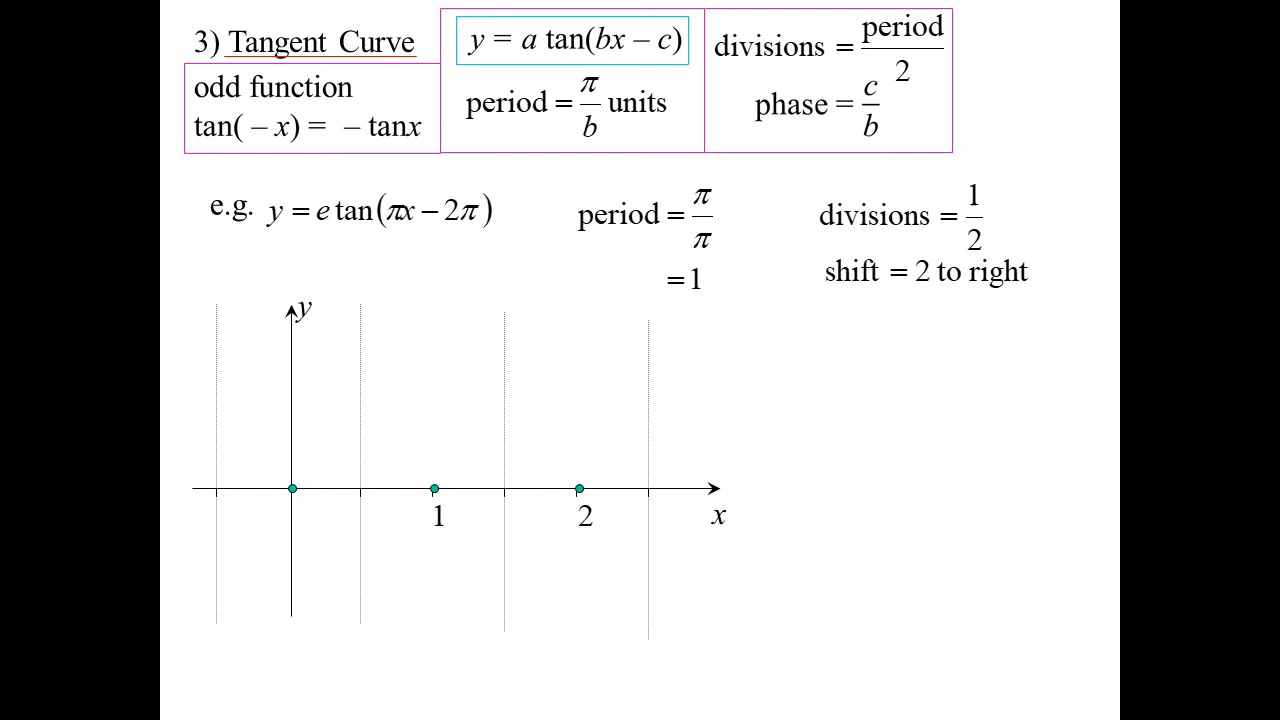 3) Tangent Curve
odd function
tan( – x) = – tanx
y = a tan(bx – c)
period = π/b units
divisions = period/2
phase = c/b
e.g. y = e tan(πx – 2π)
period = π/π
= 1
divisions = 1/2
shift = 2 to right
y
1
2
x